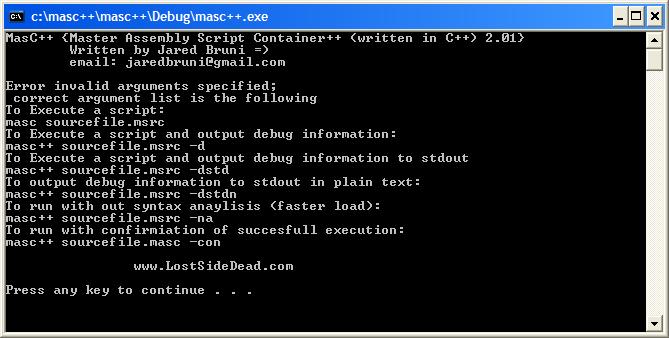 c:\masc++\masc++\Debug\masc++.exe
MasC++ {Master Assembly Script Container++ (written in C++) 2.01}
Written by Jared Bruni =)
email: jaredbruni@gmail.com
Error invalid arguments specified;
correct argument list is the following
To Execute a script:
masc sourcefile.msrc
To Execute a script and output debug information:
masc++ sourcefile.msrc -d
To Execute a script and output debug information to stdout
masc++ sourcefile.msrc -dstd
To output debug information to stdout in plain text:
masc++ sourcefile.msrc -dstdn
To run with out syntax anaylisis (faster load):
masc++ sourcefile.msrc -na
To run with confirmiation of succesfull execution:
masc++ sourcefile.masc -con
www.LostSideDead.com
Press any key to continue . . .